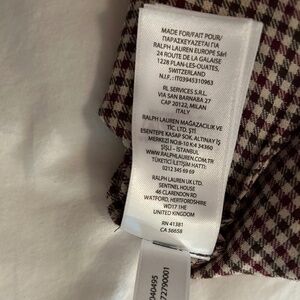 MADE FOR/FAIT POUR/
ΠΑΡΑΣΚΕΥΑΖΕΤΑΙ ΓΙΑ
RALPH LAUREN EUROPE Sàrl
24 ROUTE DE LA GALAISE
1228 PLAN-LES-OUATES,
SWITZERLAND
N.I.F.: IT03945310963
RL SERVICES S.R.L.
VIA SAN BARNABA 27
CAP 20122, MILAN
ITALY
RALPH LAUREN MAGAZACILIK VE
TİC. LTD. ŞTİ
ESENTEPE KASAP SOK, ALTINAY İŞ
MERKEZİ NO:8-10 K:4 34360
ŞİŞLİ - İSTANBUL
WWW.RALPHLAUREN.COM.TR
TÜKETİCİ İLETİŞİM HATTI:
0212 345 69 69
RALPH LAUREN UK LTD.
SENTINEL HOUSE
46 CLARENDON RD
WATFORD, HERTFORDSHIRE
WD17 1HE
UNITED KINGDOM
RN 41381
CA 56658
040495
72790001